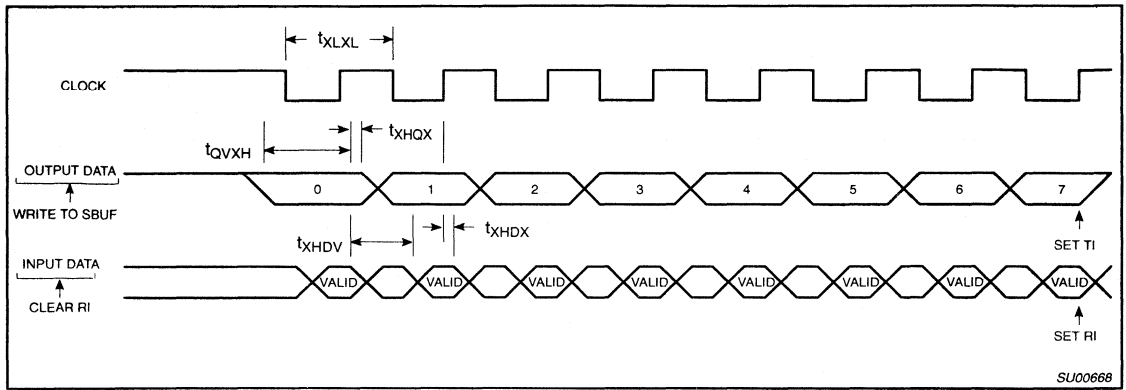 tXLXL
CLOCK
tXHQX
tQVXH
OUTPUT DATA
0 1 2 3 4 5 6 7
WRITE TO SBUF
tXHDV
tXHDX
SET TI
INPUT DATA
VALID VALID VALID VALID VALID VALID VALID VALID
CLEAR RI
SET RI
SU00668